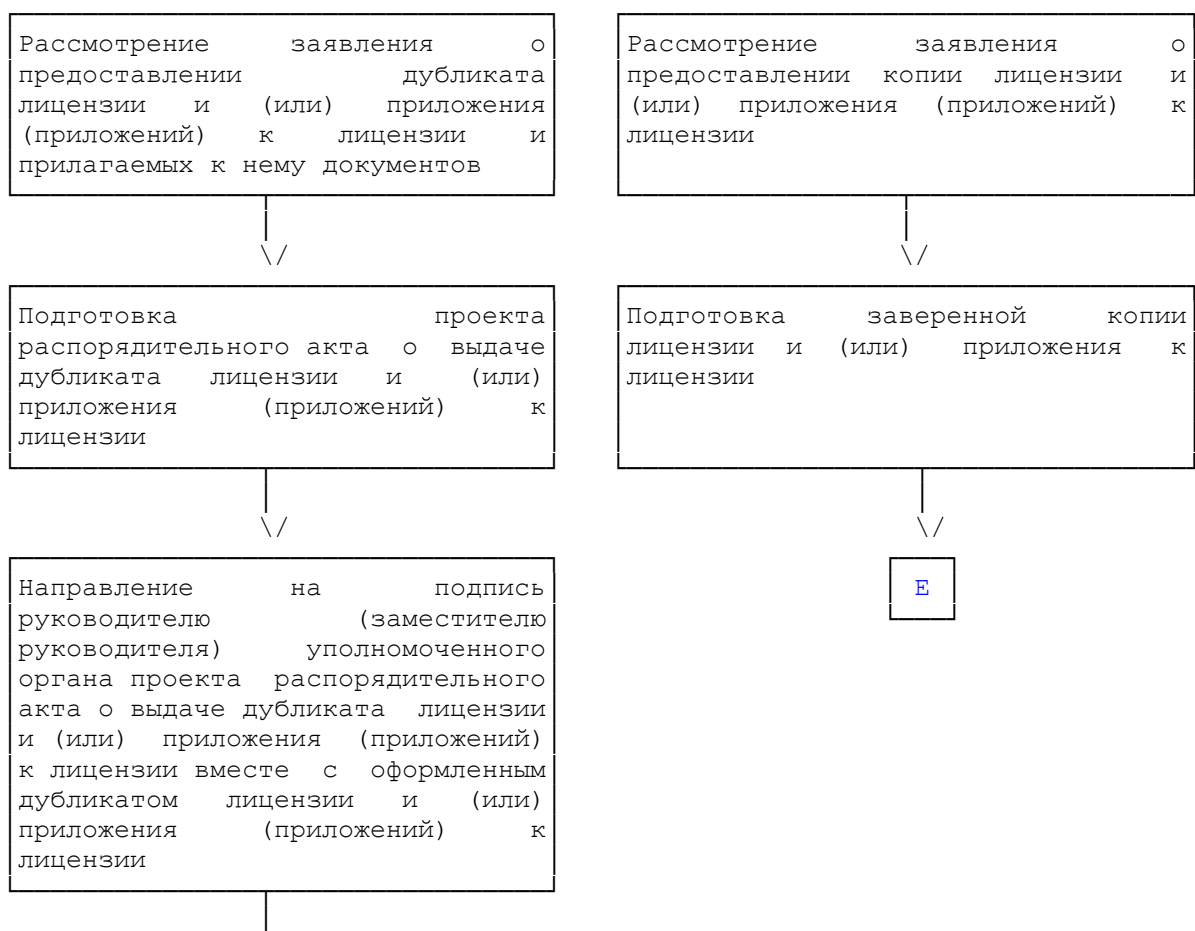 Рассмотрение заявления о
предоставлении дубликата
лицензии и (или) приложения
(приложений) к лицензии и
прилагаемых к нему документов
Рассмотрение заявления о
предоставлении копии лицензии и
(или) приложения (приложений) к
лицензии
Подготовка проекта
распорядительного акта о выдаче
дубликата лицензии и (или)
приложения (приложений) к
лицензии
Подготовка заверенной копии
лицензии и (или) приложения к
лицензии
Направление на подпись
руководителю (заместителю
руководителя) уполномоченного
органа проекта распорядительного
акта о выдаче дубликата лицензии
и (или) приложения (приложений)
к лицензии вместе с оформленным
дубликатом лицензии и (или)
приложения (приложений) к
лицензии
Е